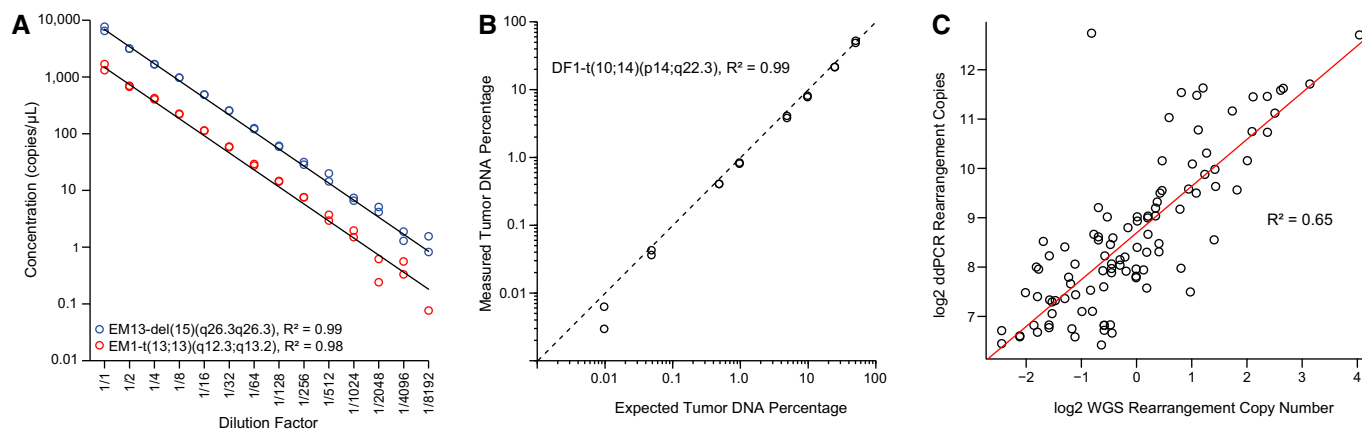 A
10,000
1,000
100
10
1
0.1
0.01
Concentration (copies/µL)
EM13-del(15)(q26.3q26.3), R² = 0.99
EM1-t(13;13)(q12.3;q13.2), R² = 0.98
1/1
1/2
1/4
1/8
1/16
1/32
1/64
1/128
1/256
1/512
1/1024
1/2048
1/4096
1/8192
Dilution Factor
B
100
10
1.0
0.1
0.01
Measured Tumor DNA Percentage
DF1-t(10;14)(p14;q22.3), R² = 0.99
0.01 0.1 1.0 10 100
Expected Tumor DNA Percentage
C
12
11
10
9
8
7
log2 ddPCR Rearrangement Copies
R² = 0.65
−2 −1 0 1 2 3 4
log2 WGS Rearrangement Copy Number